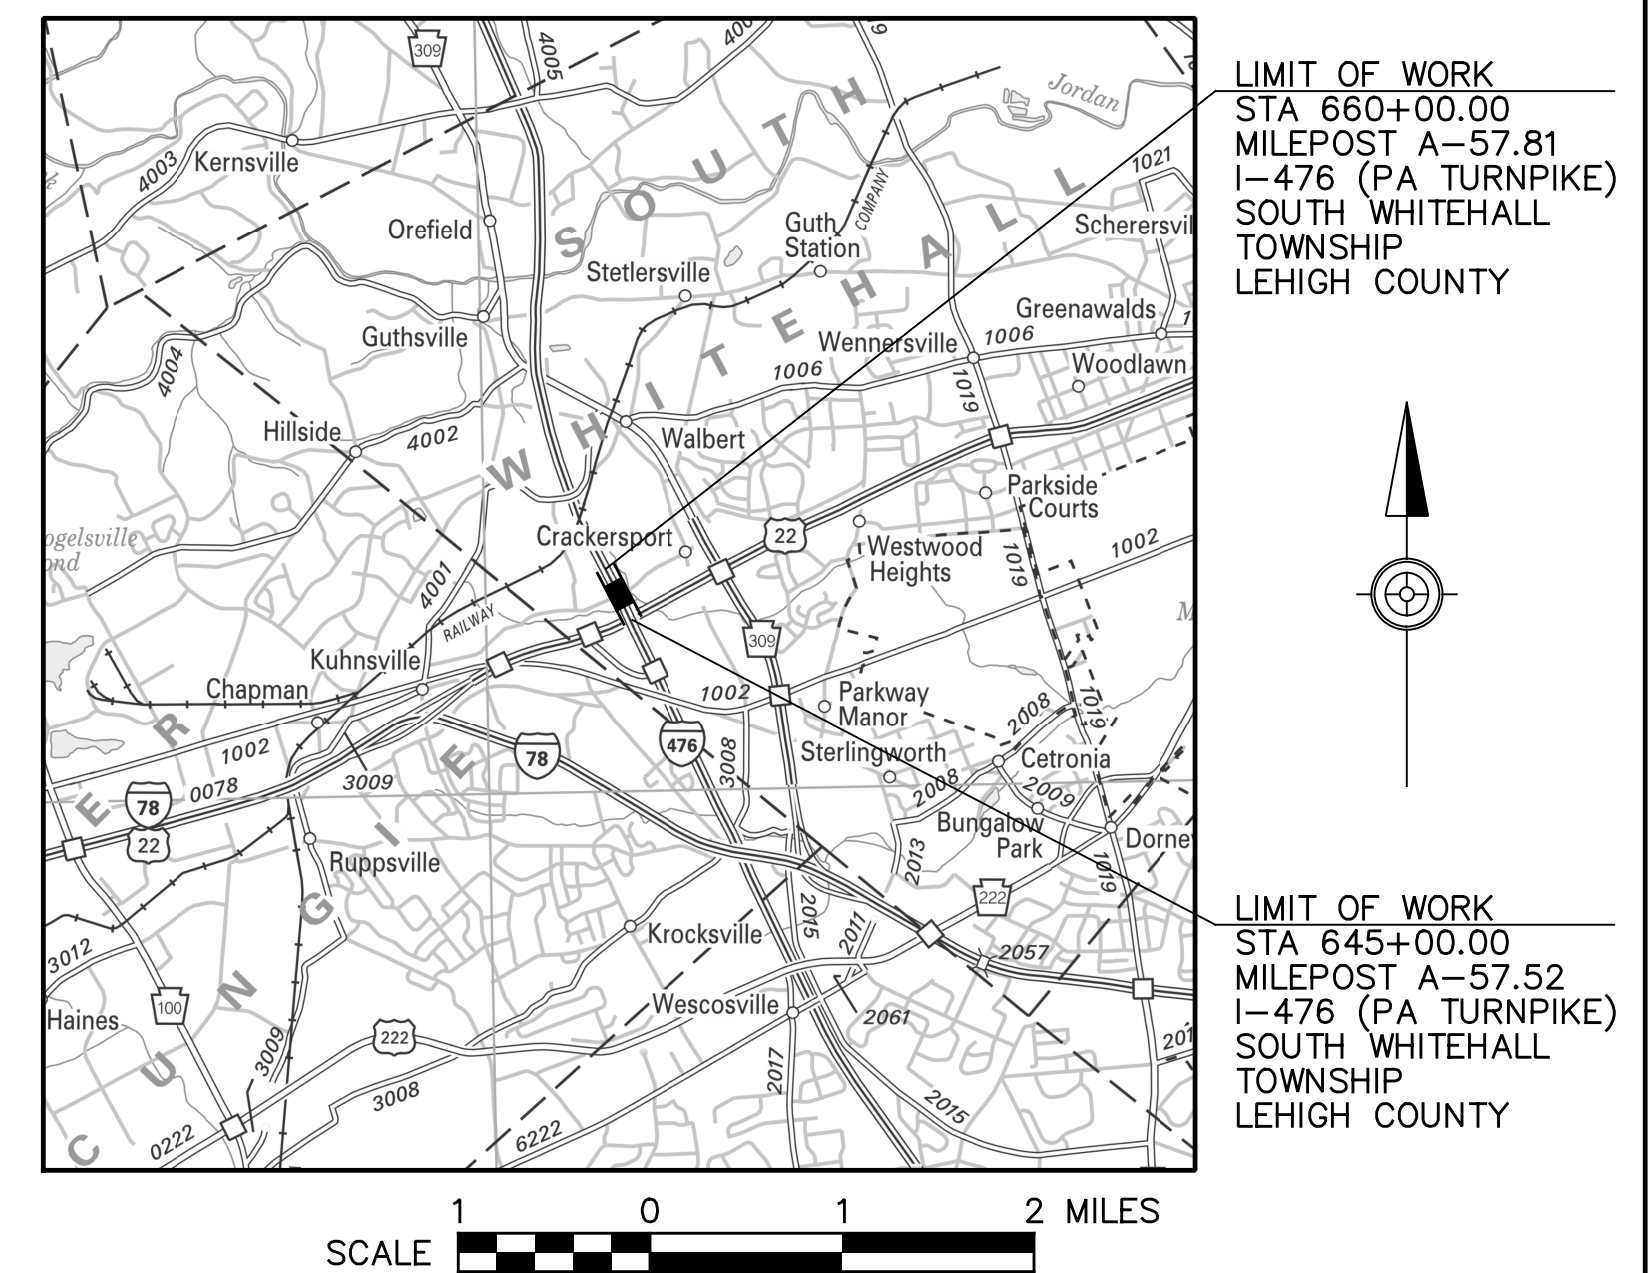 LIMIT OF WORK
STA 660+00.00
MILEPOST A-57.81
I-476 (PA TURNPIKE)
SOUTH WHITEHALL
TOWNSHIP
LEHIGH COUNTY
309
4005
Jordan
4003
Kernsville
SOUTH
1021
Orefield
COMPANY
Guth
Station
Stetlersville
WHITEHALL
Greenawalds
Guthsville
Wennersville
1006
Woodlawn
1006
4004
1019
Hillside
4002
Walbert
Parkside
Courts
Crackersport
22
Westwood
Heights
1019
1002
4001
RAILWAY
309
Kuhnsville
Chapman
1002
Parkway
Manor
2008
1019
1002
476
3008
78
Sterlingworth
Cetronia
0078
3009
2008
2009
78
22
Bungalow
Park
Ruppsville
2013
1019
222
2015
2011
Krocksville
2057
3012
100
Haines
Wescosville
2061
222
3009
3008
2017
2015
0222
6222
LIMIT OF WORK
STA 645+00.00
MILEPOST A-57.52
I-476 (PA TURNPIKE)
SOUTH WHITEHALL
TOWNSHIP
LEHIGH COUNTY
1 0 1 2 MILES
SCALE